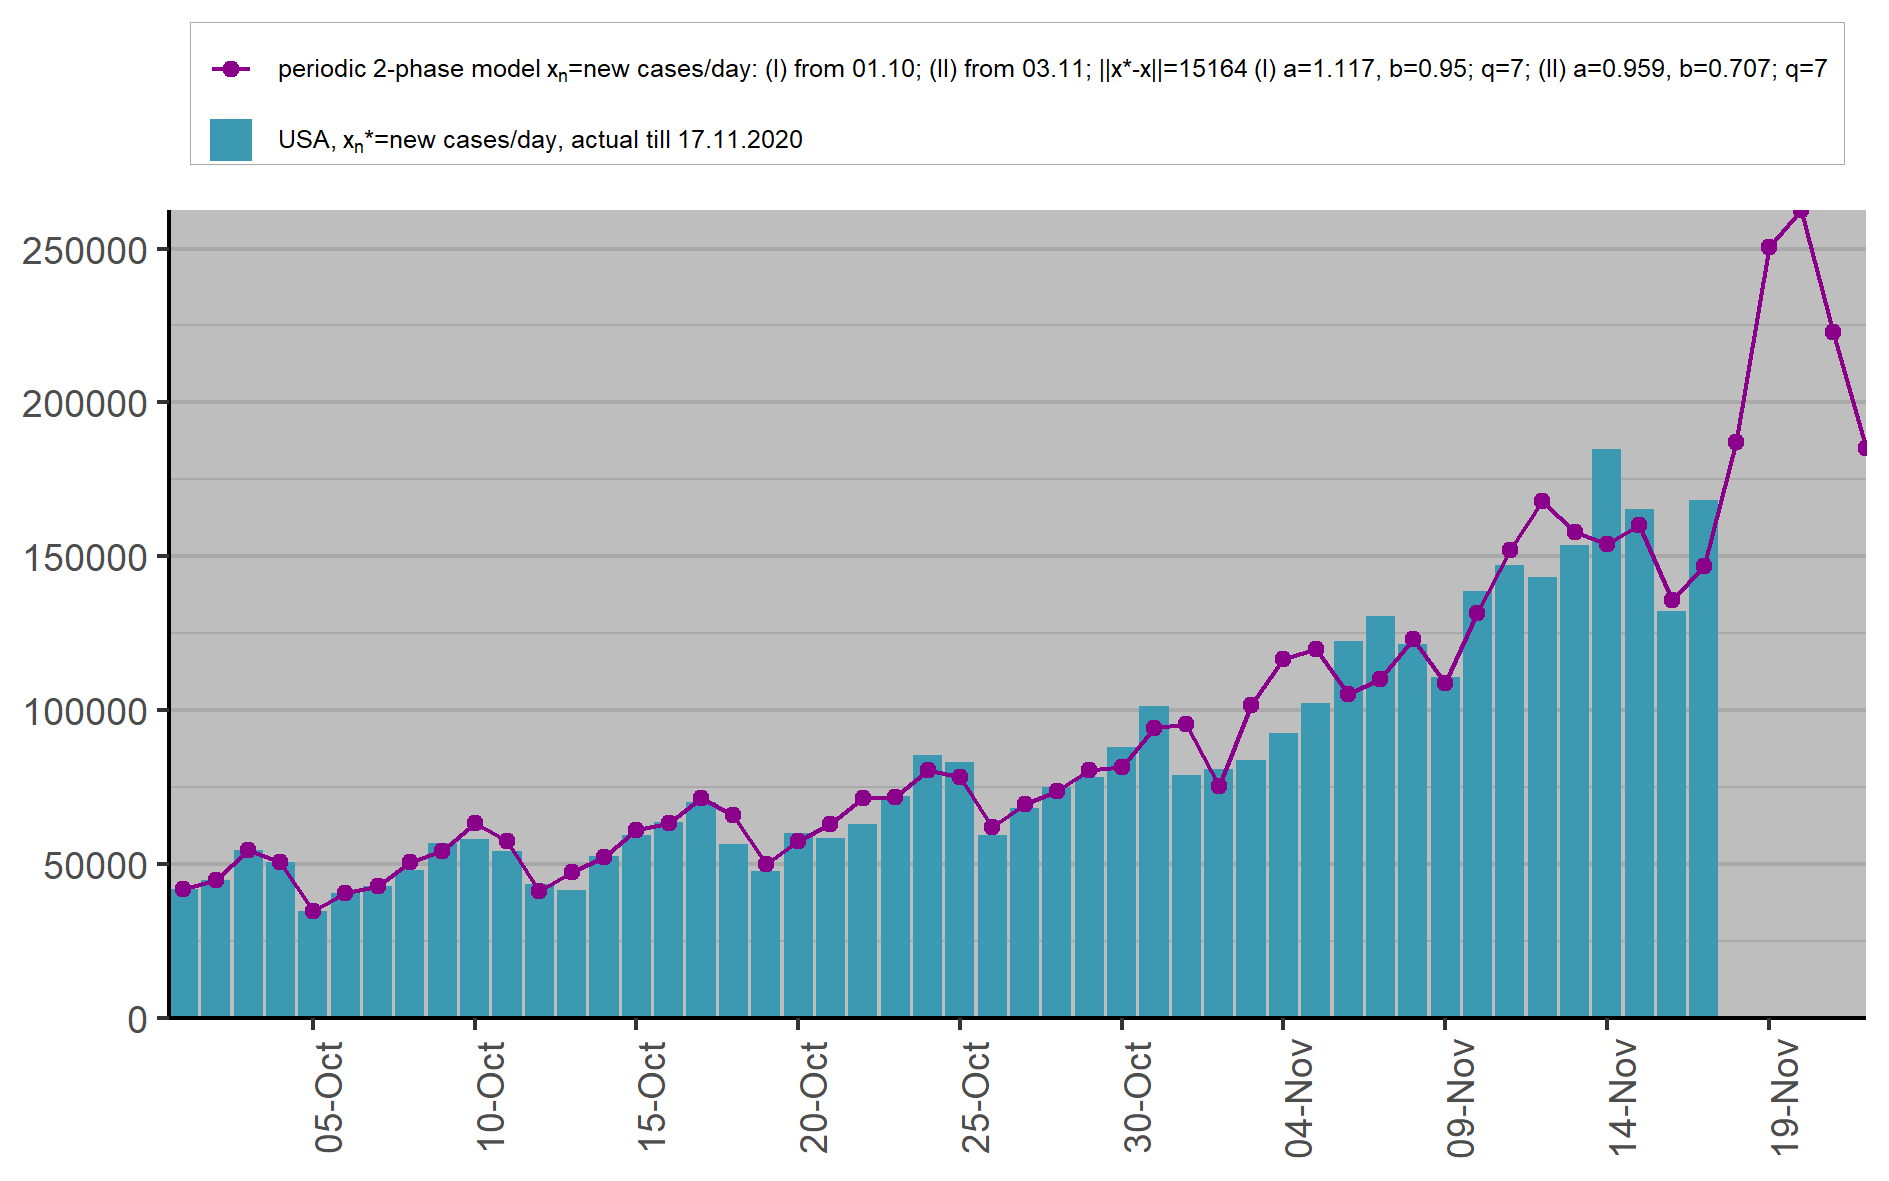 periodic 2-phase model xₙ=new cases/day: (I) from 01.10; (II) from 03.11; ||x*-x||=15164 (I) a=1.117, b=0.95; q=7; (II) a=0.959, b=0.707; q=7
USA, xₙ*=new cases/day, actual till 17.11.2020
250000
200000
150000
100000
50000
0
05-Oct
10-Oct
15-Oct
20-Oct
25-Oct
30-Oct
04-Nov
09-Nov
14-Nov
19-Nov